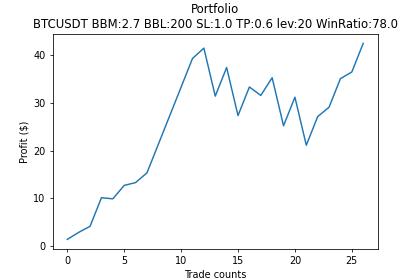 Portfolio
BTCUSDT BBM:2.7 BBL:200 SL:1.0 TP:0.6 lev:20 WinRatio:78.0
Profit ($)
40
30
20
10
0
0 5 10 15 20 25
Trade counts